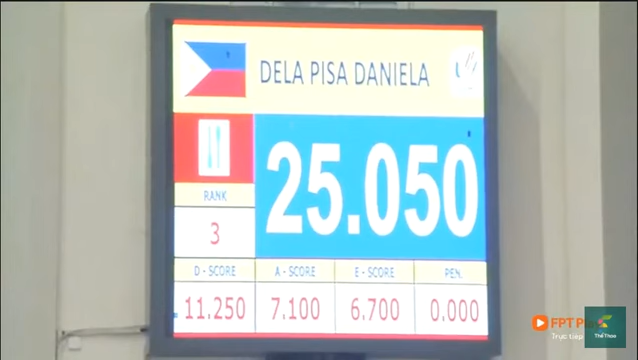 DELA PISA DANIELA
25.050
RANK
3
D - SCORE A - SCORE E - SCORE PEN.
11.250 7.100 6.700 0.000
FPT Play
Trực tiếp
Thể Thao